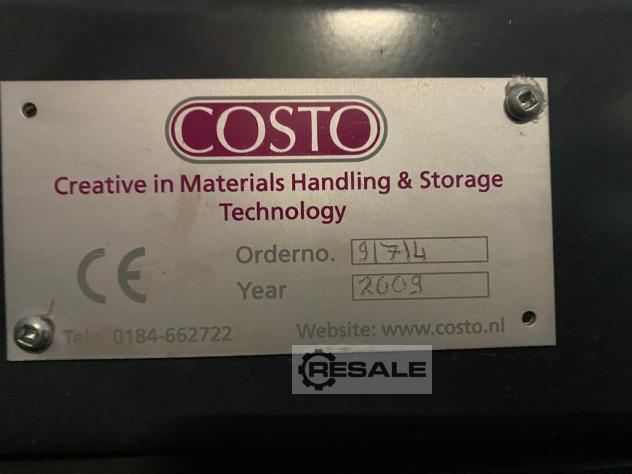 COSTO
Creative in Materials Handling & Storage
Technology
CE
Orderno. 91714
Year 2009
Tel.: 0184-662722 Website: www.costo.nl
RESALE